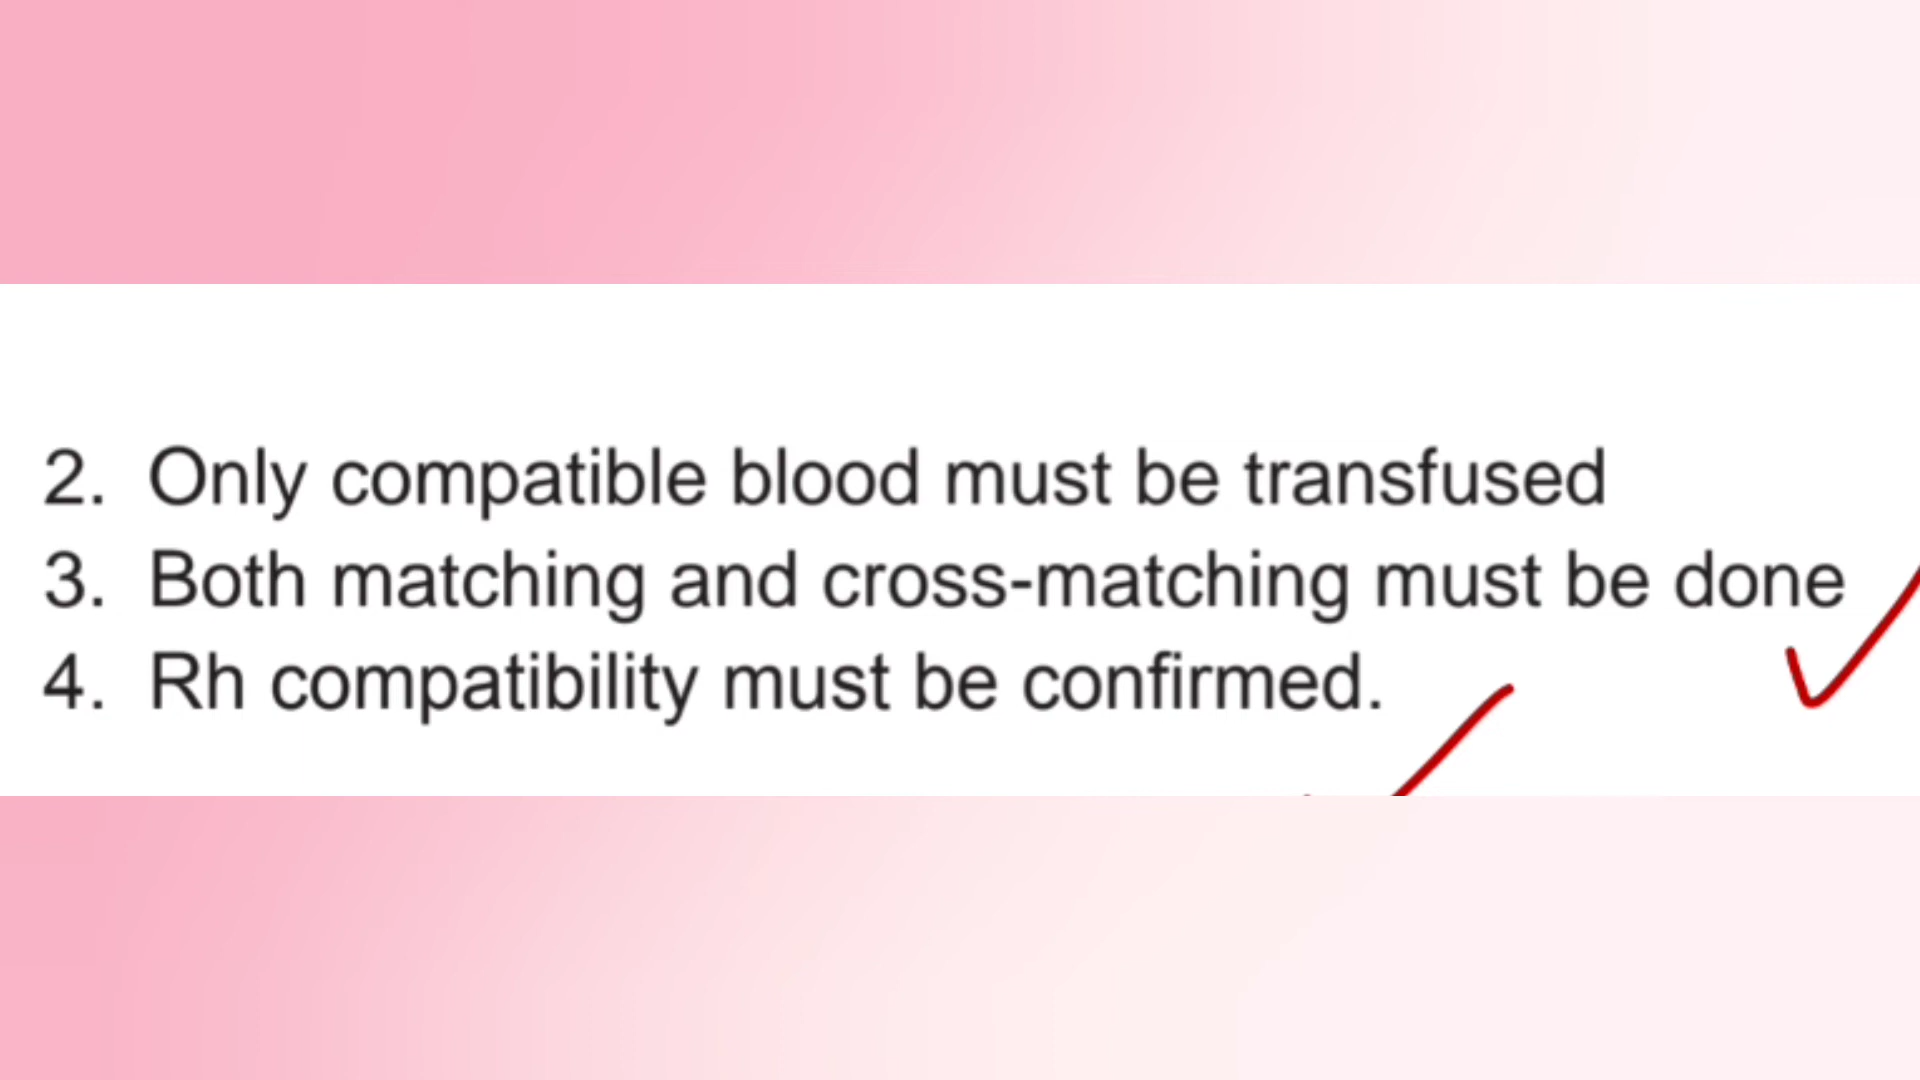 2. Only compatible blood must be transfused
3. Both matching and cross-matching must be done
4. Rh compatibility must be confirmed.